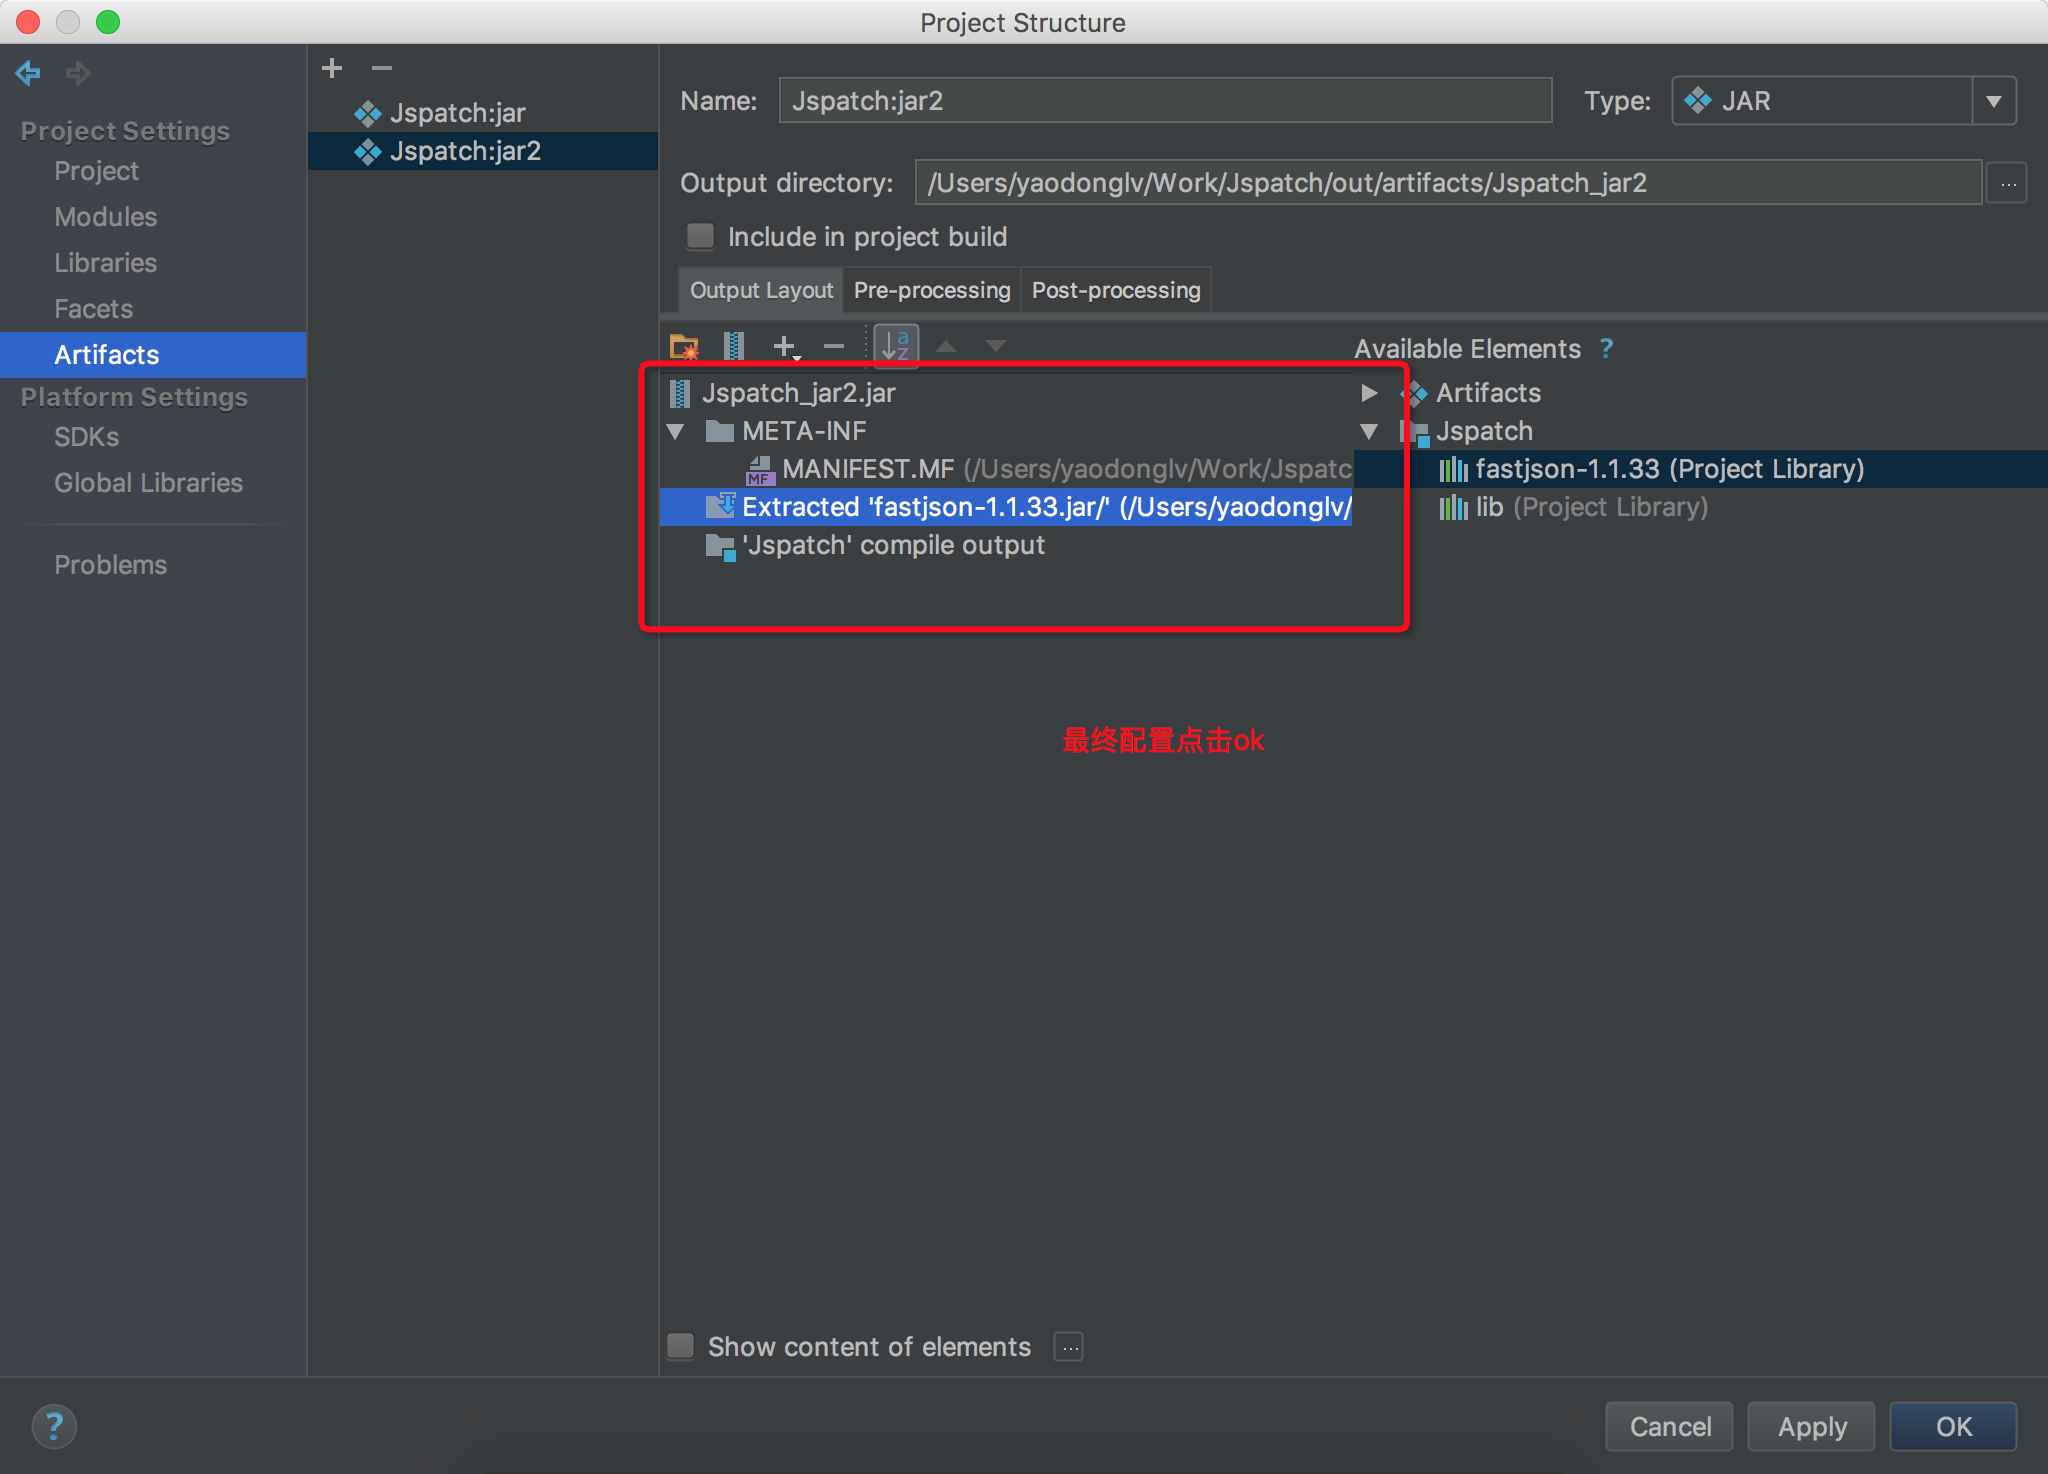 Project Structure
Project Settings
Project
Modules
Libraries
Facets
Artifacts
Platform Settings
SDKs
Global Libraries
Problems
Jspatch:jar
Jspatch:jar2
Name: Jspatch:jar2 Type: JAR
Output directory: /Users/yaodonglv/Work/Jspatch/out/artifacts/Jspatch_jar2 ...
Include in project build
Output Layout Pre-processing Post-processing
Available Elements ?
Jspatch_jar2.jar
META-INF
MANIFEST.MF (/Users/yaodonglv/Work/Jspatc
Extracted 'fastjson-1.1.33.jar/' (/Users/yaodonglv/
'Jspatch' compile output
Artifacts
Jspatch
fastjson-1.1.33 (Project Library)
lib (Project Library)
最终配置点击ok
Show content of elements ...
? Cancel Apply OK